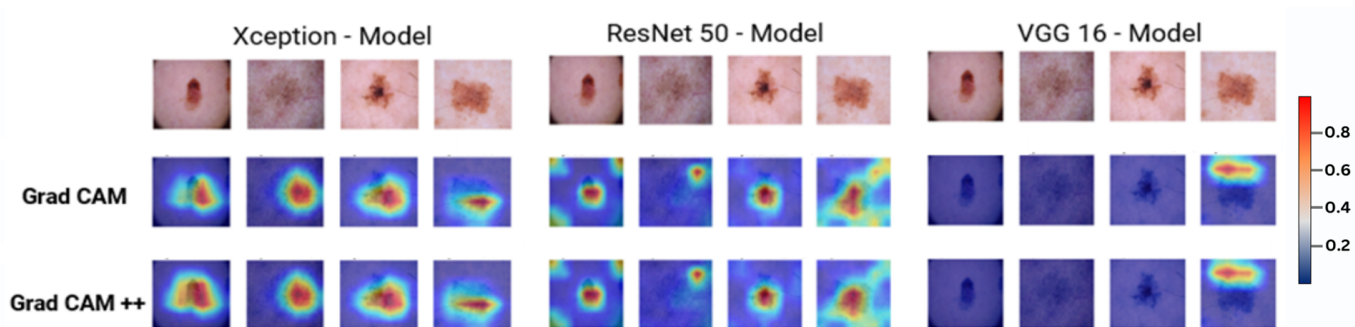 Xception - Model
ResNet 50 - Model
VGG 16 - Model
Grad CAM
Grad CAM ++
0.8
0.6
0.4
0.2